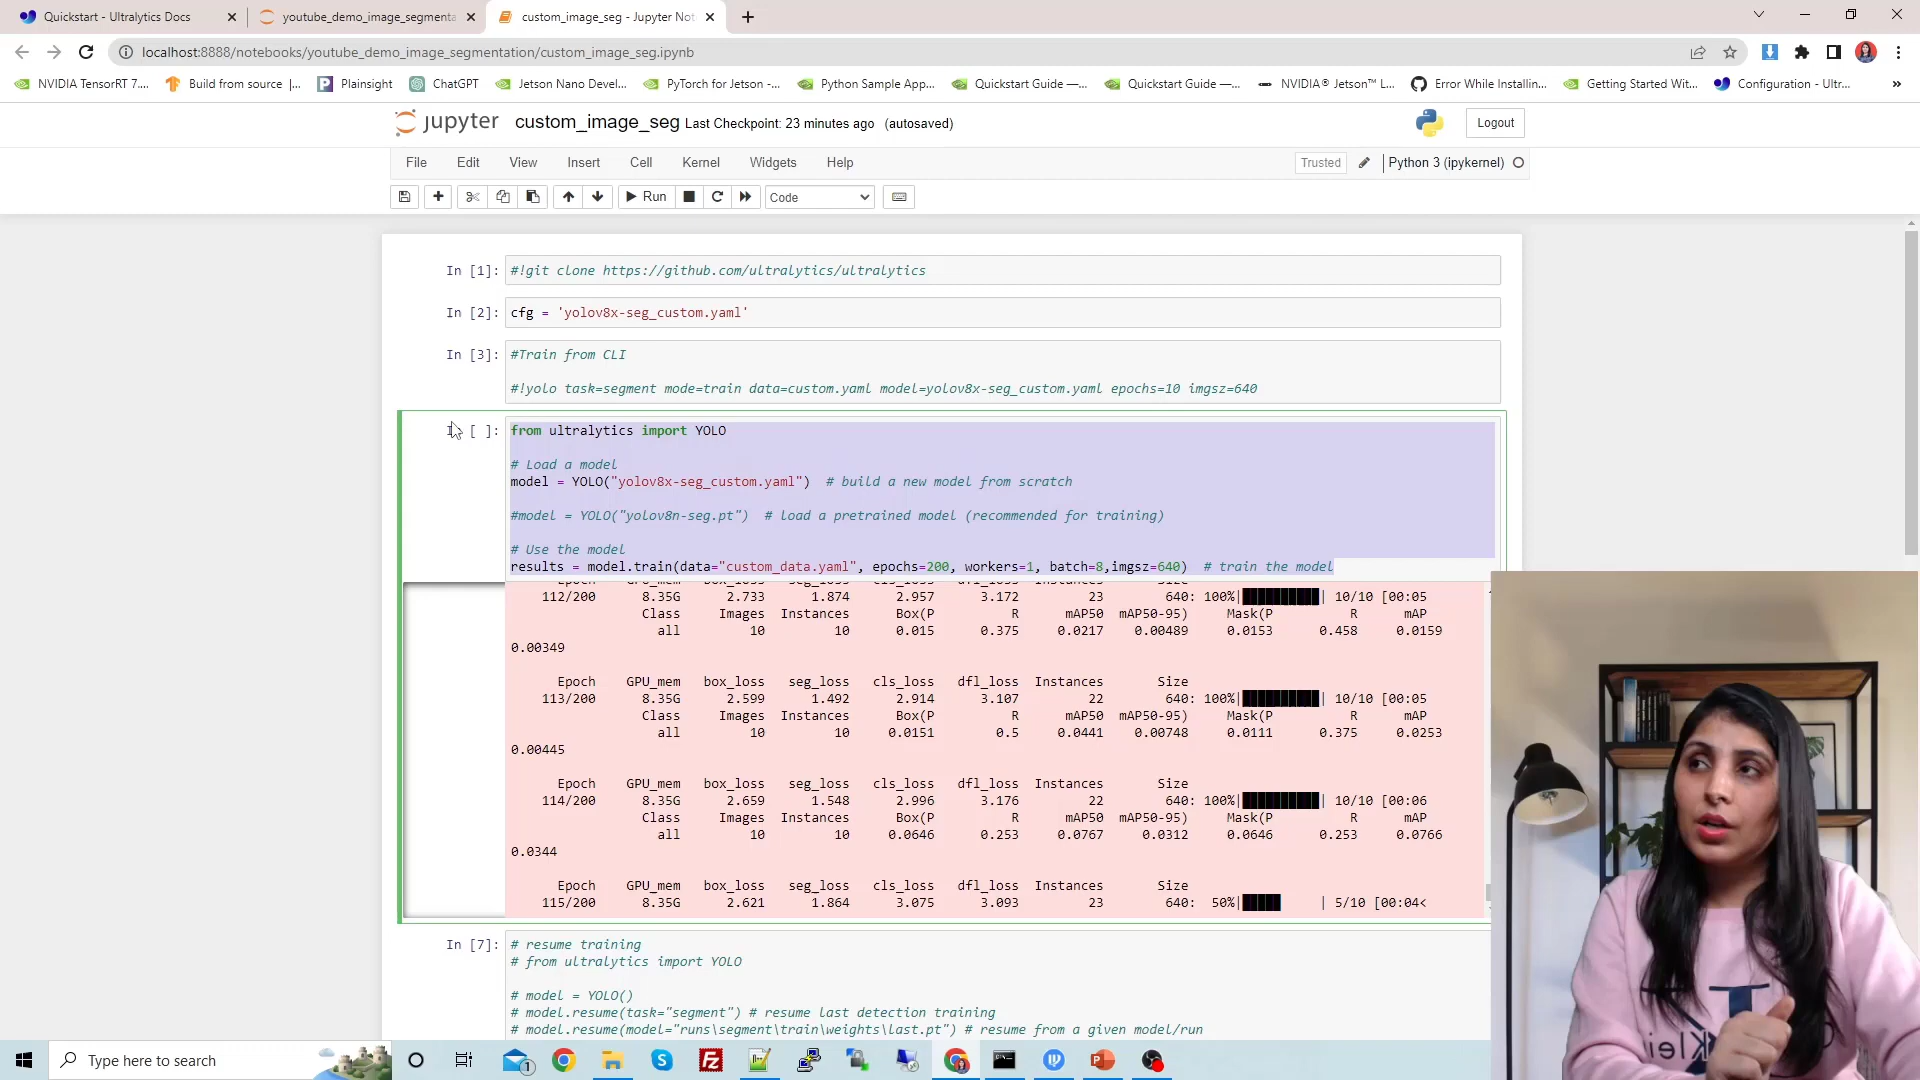 Quickstart - Ultralytics Docs
youtube_demo_image_segmenta
custom_image_seg - Jupyter Not
localhost:8888/notebooks/youtube_demo_image_segmentation/custom_image_seg.ipynb
NVIDIA TensorRT 7....
Build from source |...
Plainsight
ChatGPT
Jetson Nano Devel...
PyTorch for Jetson -...
Python Sample App...
Quickstart Guide —...
Quickstart Guide —...
NVIDIA® Jetson™ L...
Error While Installin...
Getting Started Wit...
Configuration - Ultr...
jupyter custom_image_seg Last Checkpoint: 23 minutes ago (autosaved)
Logout
File Edit View Insert Cell Kernel Widgets Help
Trusted
Python 3 (ipykernel)
Run
Code
In [1]: #!git clone https://github.com/ultralytics/ultralytics
In [2]: cfg = 'yolov8x-seg_custom.yaml'
In [3]: #Train from CLI
#!yolo task=segment mode=train data=custom.yaml model=yolov8x-seg_custom.yaml epochs=10 imgsz=640
In [ ]: from ultralytics import YOLO
# Load a model
model = YOLO("yolov8x-seg_custom.yaml") # build a new model from scratch
#model = YOLO("yolov8n-seg.pt") # load a pretrained model (recommended for training)
# Use the model
results = model.train(data="custom_data.yaml", epochs=200, workers=1, batch=8,imgsz=640) # train the model
Epoch GPU_mem box_loss seg_loss cls_loss dfl_loss Instances Size
112/200 8.35G 2.733 1.874 2.957 3.172 23 640: 100%|██████████| 10/10 [00:05
Class Images Instances Box(P R mAP50 mAP50-95) Mask(P R mAP
all 10 10 0.015 0.375 0.0217 0.00489 0.0153 0.458 0.0159
0.00349
Epoch GPU_mem box_loss seg_loss cls_loss dfl_loss Instances Size
113/200 8.35G 2.599 1.492 2.914 3.107 22 640: 100%|██████████| 10/10 [00:05
Class Images Instances Box(P R mAP50 mAP50-95) Mask(P R mAP
all 10 10 0.0151 0.5 0.0441 0.00748 0.0111 0.375 0.0253
0.00445
Epoch GPU_mem box_loss seg_loss cls_loss dfl_loss Instances Size
114/200 8.35G 2.659 1.548 2.996 3.176 22 640: 100%|██████████| 10/10 [00:06
Class Images Instances Box(P R mAP50 mAP50-95) Mask(P R mAP
all 10 10 0.0646 0.253 0.0767 0.0312 0.0646 0.253 0.0766
0.0344
Epoch GPU_mem box_loss seg_loss cls_loss dfl_loss Instances Size
115/200 8.35G 2.621 1.864 3.075 3.093 23 640: 50%|█████ | 5/10 [00:04<
In [7]: # resume training
# from ultralytics import YOLO
# model = YOLO()
# model.resume(task="segment") # resume last detection training
# model.resume(model="runs\segment\train\weights\last.pt") # resume from a given model/run
Type here to search